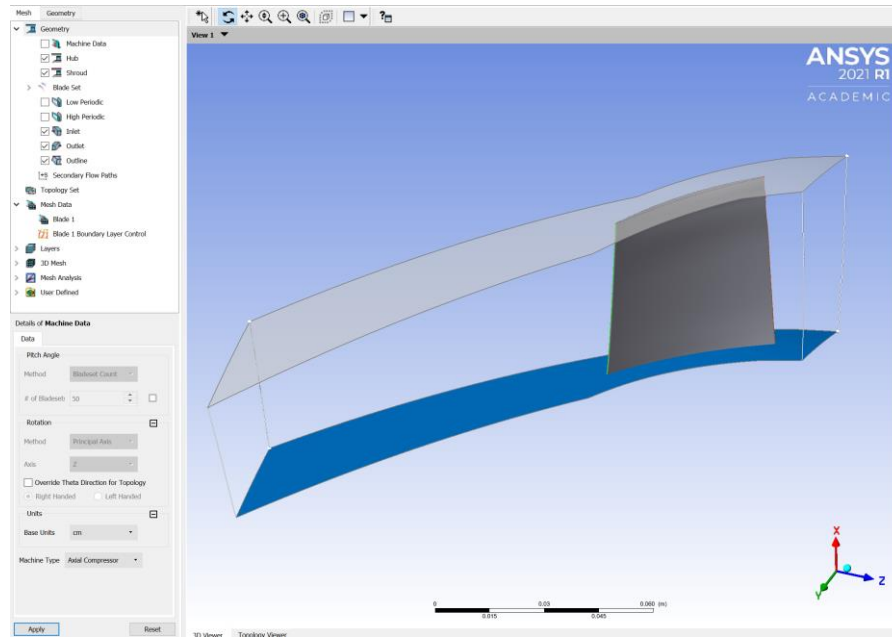 Mesh Geometry
Geometry
Machine Data
Hub
Shroud
Blade Set
Low Periodic
High Periodic
Inlet
Outlet
Outline
Secondary Flow Paths
Topology Set
Mesh Data
Blade 1
Blade 1 Boundary Layer Control
Layers
3D Mesh
Mesh Analysis
User Defined
Details of Machine Data
Data
Pitch Angle
Method Bladeset Count
# of Bladeset: 50
Rotation
Method Principal Axis
Axis Z
Override Theta Direction for Topology
Right Handed Left Handed
Units
Base Units cm
Machine Type Axial Compressor
Apply Reset
View 1
ANSYS
2021 R1
ACADEMIC
X
Y
Z
0 0.03 0.060 (m)
0.015 0.045
3D Viewer Topology Viewer